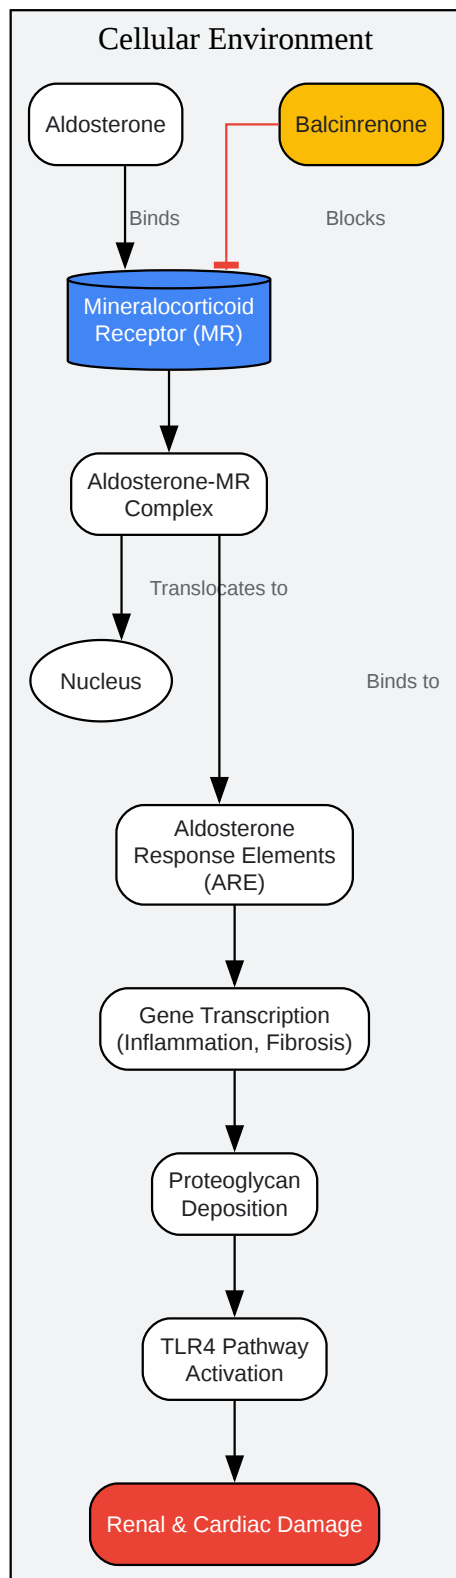 Cellular Environment
Aldosterone
Balcinrenone
Binds
Blocks
Mineralocorticoid
Receptor (MR)
Aldosterone-MR
Complex
Translocates to
Nucleus
Binds to
Aldosterone
Response Elements
(ARE)
Gene Transcription
(Inflammation, Fibrosis)
Proteoglycan
Deposition
TLR4 Pathway
Activation
Renal & Cardiac Damage